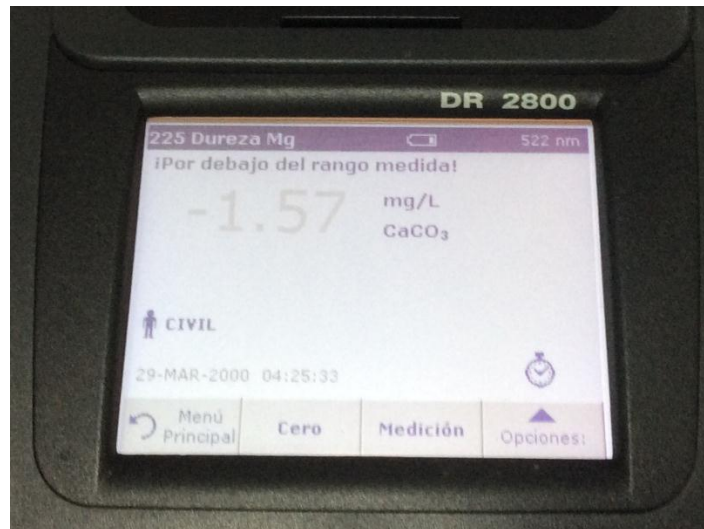 DR 2800
225 Dureza Mg 522 nm
¡Por debajo del rango medida!
-1.57 mg/L
CaCO₃
CIVIL
29-MAR-2000 04:25:33
Menú Principal Cero Medición Opciones: